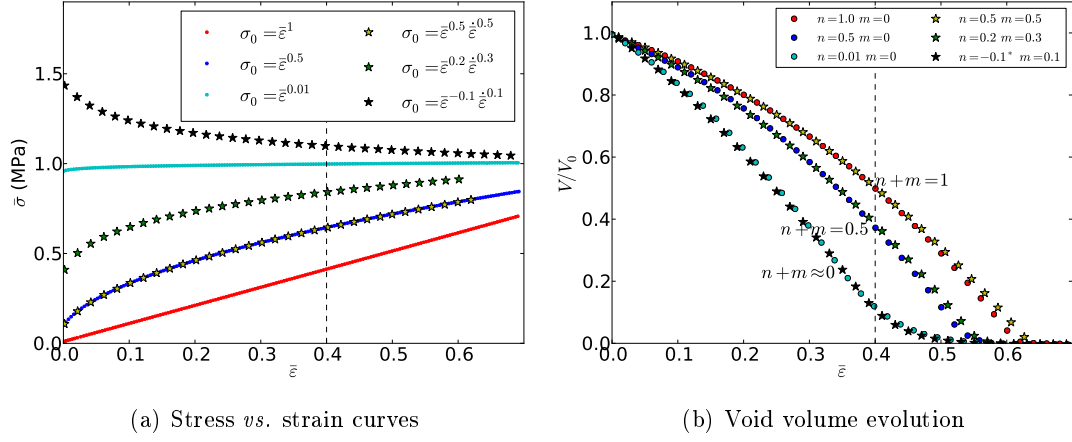 1.5
1.0
0.5
0.0
σ̄ (MPa)
0.0 0.1 0.2 0.3 0.4 0.5 0.6
ε̄
σ₀ = ε̄¹
σ₀ = ε̄⁰·⁵
σ₀ = ε̄⁰·⁰¹
σ₀ = ε̄⁰·⁵ ε̄̇⁰·⁵
σ₀ = ε̄⁰·² ε̄̇⁰·³
σ₀ = ε̄⁻⁰·¹ ε̄̇⁰·¹
(a) Stress vs. strain curves
1.0
0.8
0.6
0.4
0.2
0.0
V/V₀
0.0 0.1 0.2 0.3 0.4 0.5 0.6
ε̄
n=1.0 m=0
n=0.5 m=0
n=0.01 m=0
n=0.5 m=0.5
n=0.2 m=0.3
n=−0.1* m=0.1
n+m=1
n+m=0.5
n+m≈0
(b) Void volume evolution